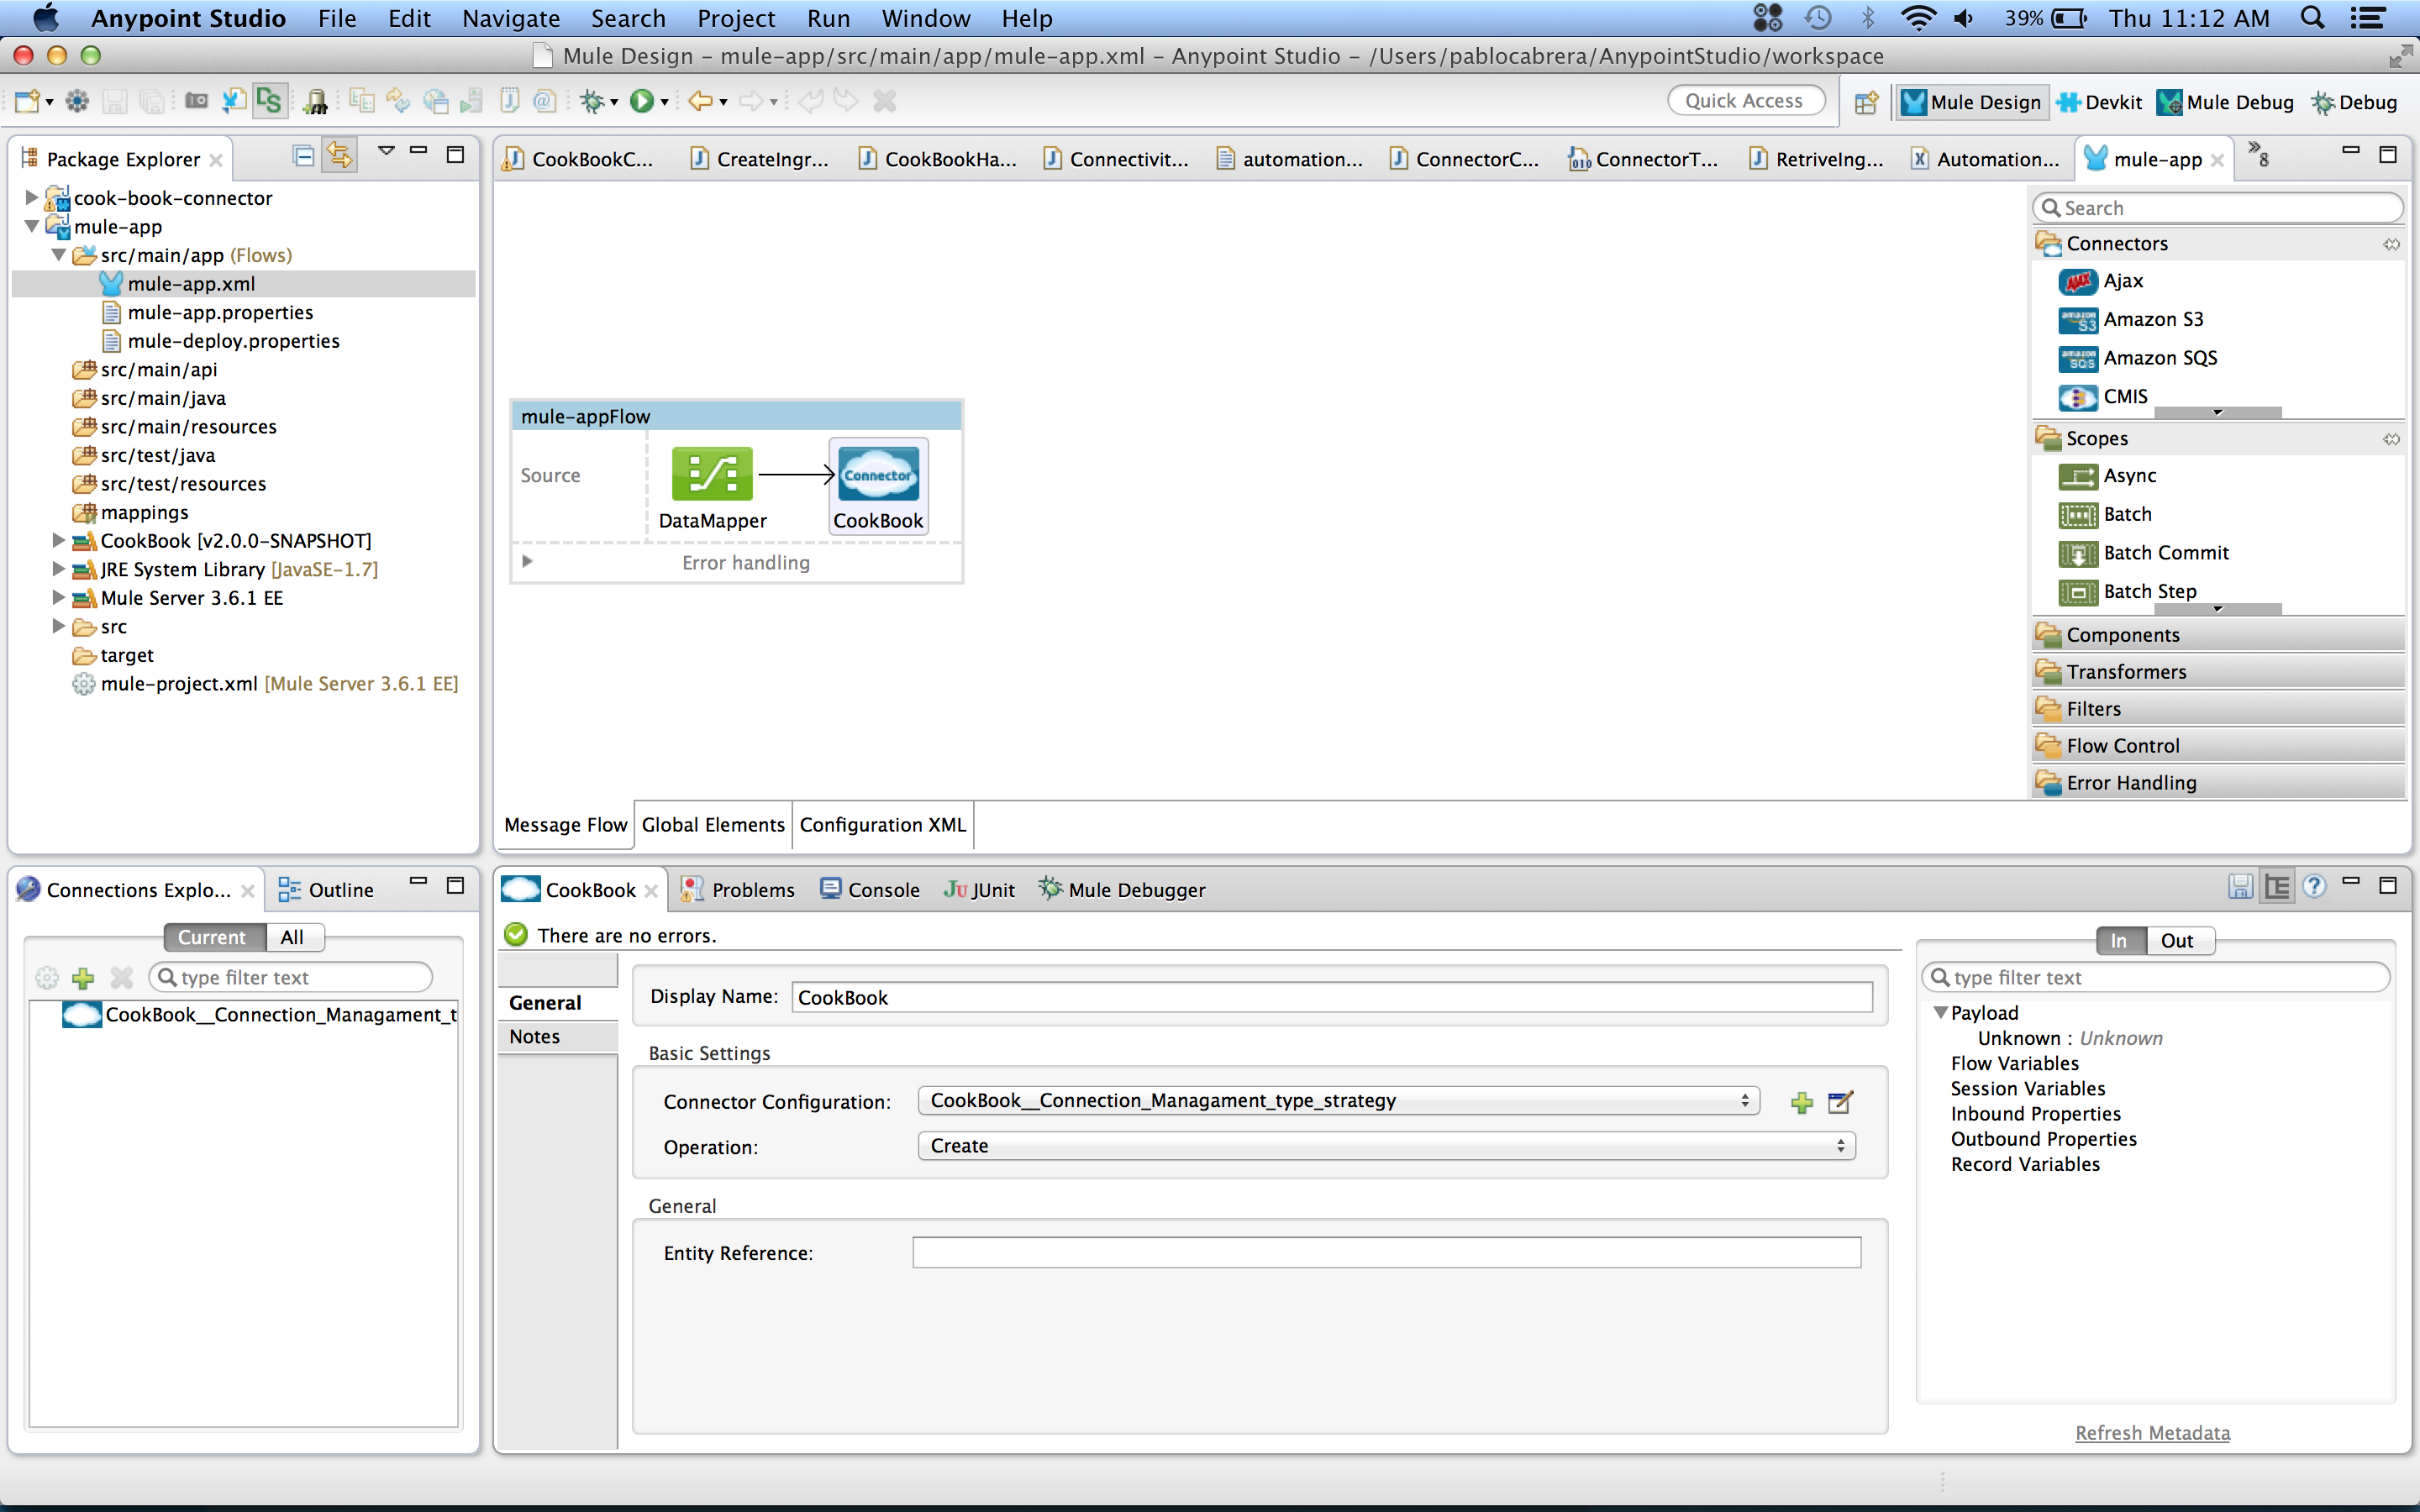 Anypoint Studio File Edit Navigate Search Project Run Window Help 39% Thu 11:12 AM
Mule Design – mule-app/src/main/app/mule-app.xml – Anypoint Studio – /Users/pablocabrera/AnypointStudio/workspace
Quick Access Mule Design Devkit Mule Debug Debug
Package Explorer
cook-book-connector
mule-app
src/main/app (Flows)
mule-app.xml
mule-app.properties
mule-deploy.properties
src/main/api
src/main/java
src/main/resources
src/test/java
src/test/resources
mappings
CookBook [v2.0.0-SNAPSHOT]
JRE System Library [JavaSE-1.7]
Mule Server 3.6.1 EE
src
target
mule-project.xml [Mule Server 3.6.1 EE]
CookBookC... CreateIngr... CookBookHa... Connectivit... automation... ConnectorC... ConnectorT... RetriveIng... Automation... mule-app »8
mule-appFlow
Source
Connector
DataMapper CookBook
Error handling
Search
Connectors
Ajax
Amazon S3
Amazon SQS
CMIS
Scopes
Async
Batch
Batch Commit
Batch Step
Components
Transformers
Filters
Flow Control
Error Handling
Message Flow Global Elements Configuration XML
Connections Explo... Outline
Current All
type filter text
CookBook__Connection_Managament_t
CookBook Problems Console JUnit Mule Debugger
There are no errors.
General
Notes
Display Name: CookBook
Basic Settings
Connector Configuration: CookBook__Connection_Managament_type_strategy
Operation: Create
General
Entity Reference:
In Out
type filter text
Payload
Unknown : Unknown
Flow Variables
Session Variables
Inbound Properties
Outbound Properties
Record Variables
Refresh Metadata